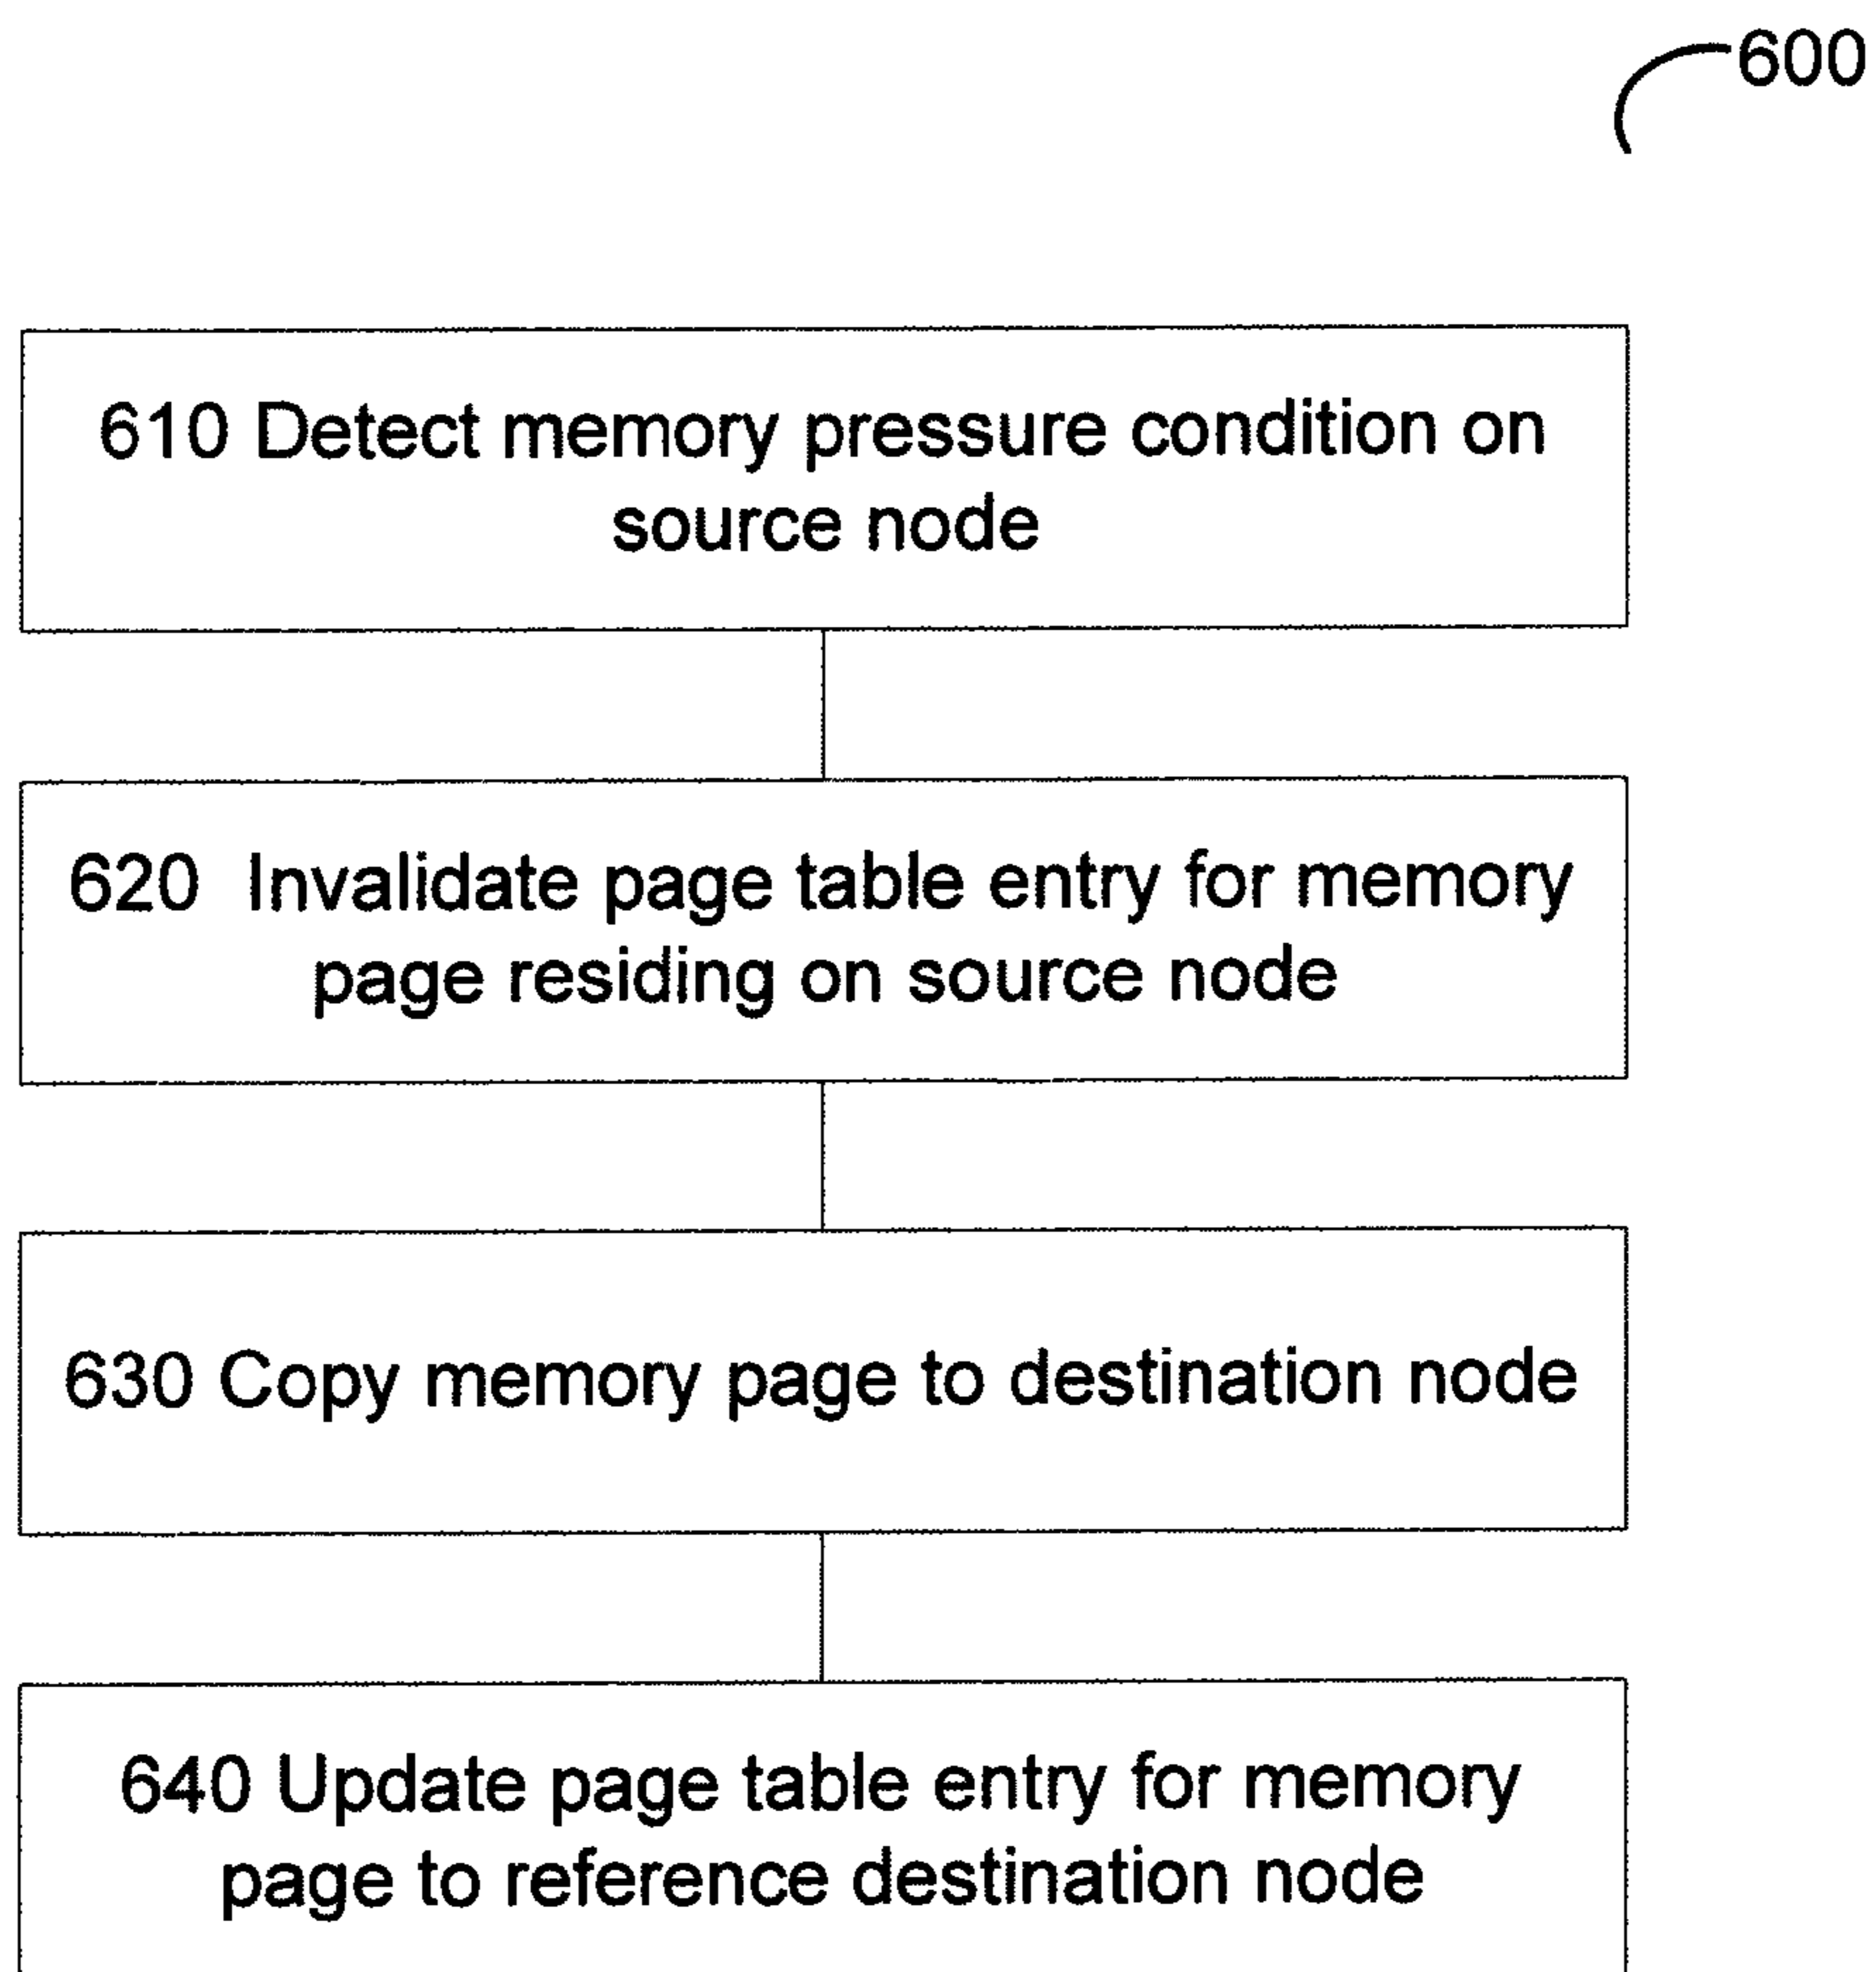 600
610 Detect memory pressure condition on
source node
620 Invalidate page table entry for memory
page residing on source node
630 Copy memory page to destination node
640 Update page table entry for memory
page to reference destination node